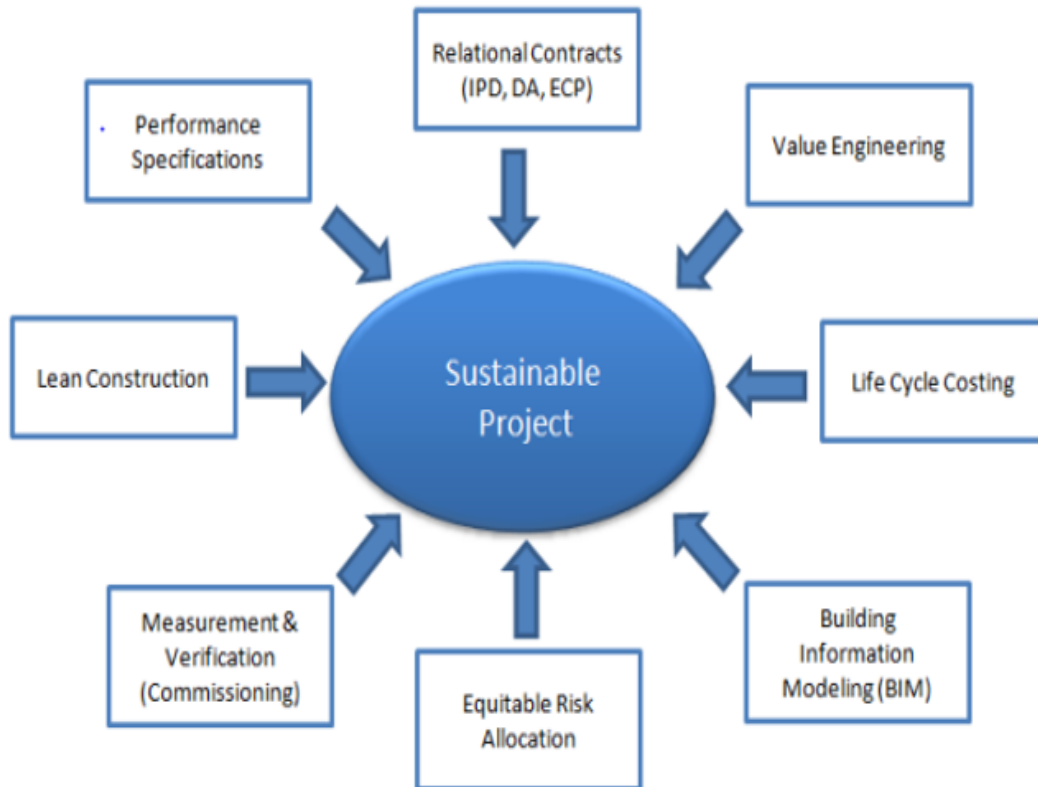 Relational Contracts
(IPD, DA, ECP)
Performance
Specifications
Value Engineering
Lean Construction
Sustainable
Project
Life Cycle Costing
Measurement &
Verification
(Commissioning)
Equitable Risk
Allocation
Building
Information
Modeling (BIM)